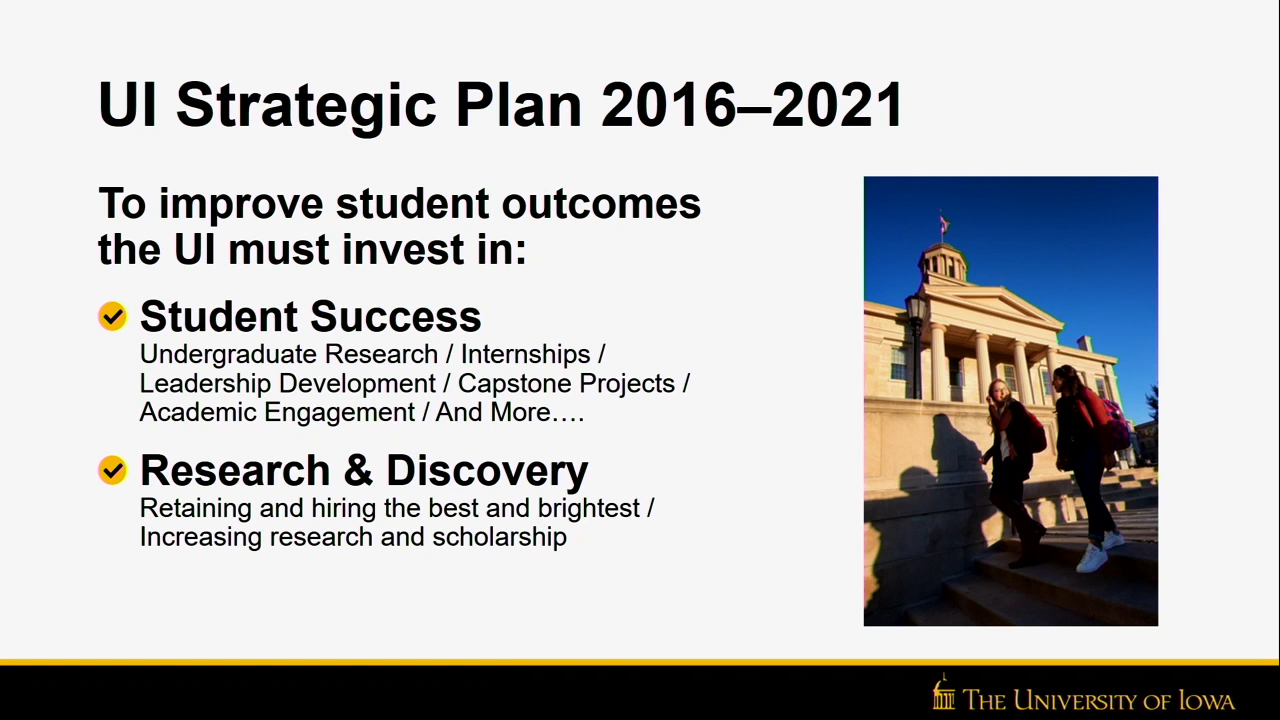 UI Strategic Plan 2016–2021
To improve student outcomes
the UI must invest in:
Student Success
Undergraduate Research / Internships /
Leadership Development / Capstone Projects /
Academic Engagement / And More….
Research & Discovery
Retaining and hiring the best and brightest /
Increasing research and scholarship
THE UNIVERSITY OF IOWA